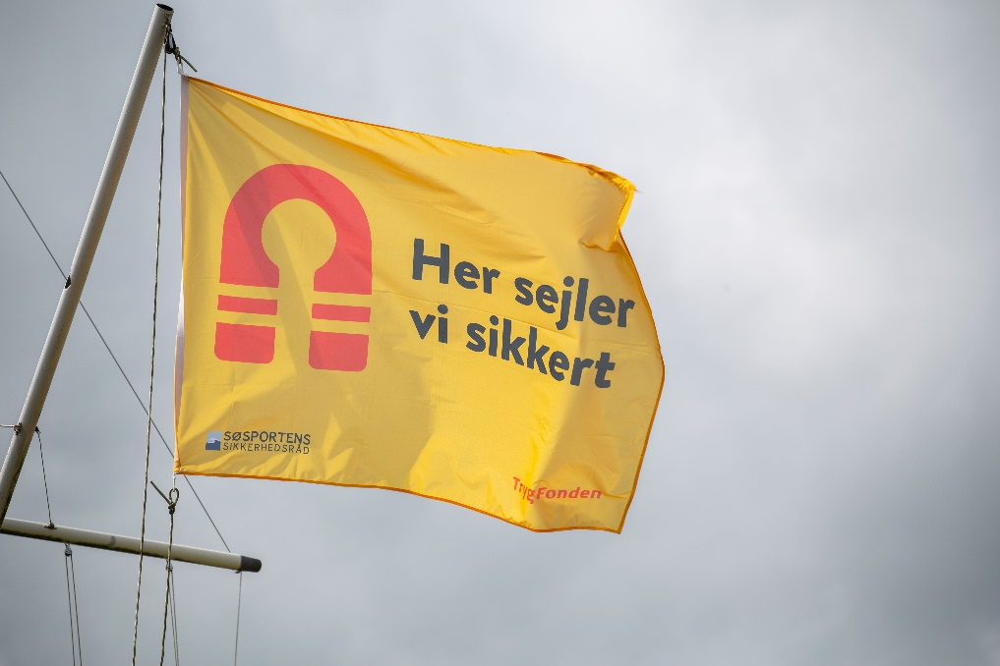 Her sejler
vi sikkert
SØSPORTENS
SIKKERHEDSRÅD
TrygFonden